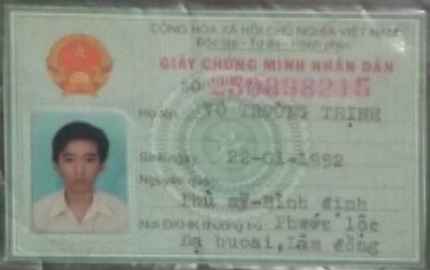 CỘNG HÒA XÃ HỘI CHỦ NGHĨA VIỆT NAM
Độc lập - Tự do - Hạnh phúc
GIẤY CHỨNG MINH NHÂN DÂN
SỐ 250898215
Họ tên VÕ TRƯỜNG THỊNH
Sinh ngày 22-01-1992
Nguyên quán
Phù mỹ-Bình định
Nơi ĐKHK thường trú Phước lộc
Đạ huoai, Lâm đồng